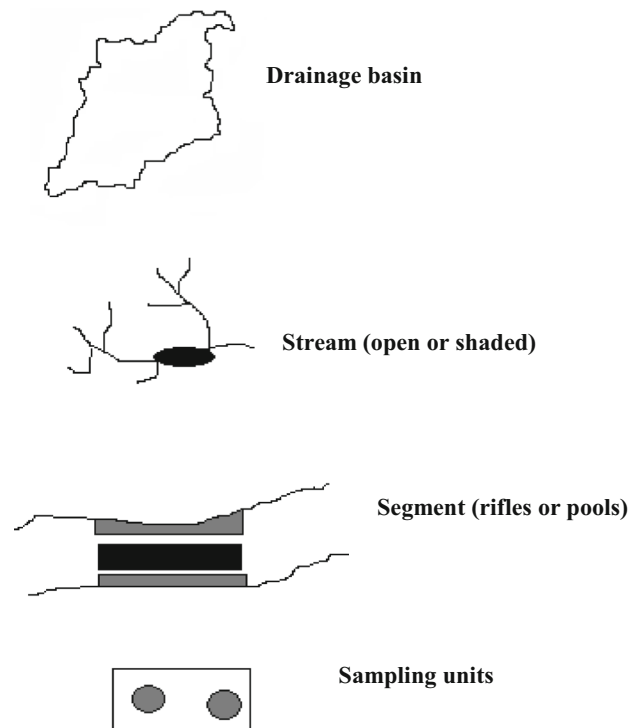 Drainage basin
Stream (open or shaded)
Segment (rifles or pools)
Sampling units